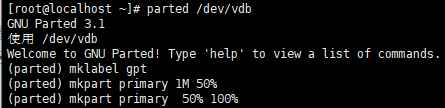 [root@localhost ~]# parted /dev/vdb
GNU Parted 3.1
使用 /dev/vdb
Welcome to GNU Parted! Type 'help' to view a list of commands.
(parted) mklabel gpt
(parted) mkpart primary 1M 50%
(parted) mkpart primary  50% 100%